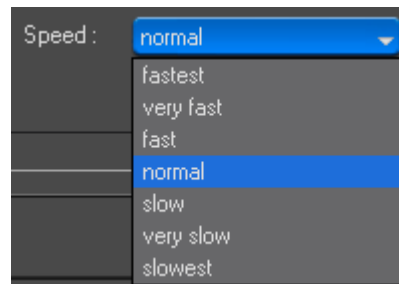 Speed : normal
fastest
very fast
fast
normal
slow
very slow
slowest